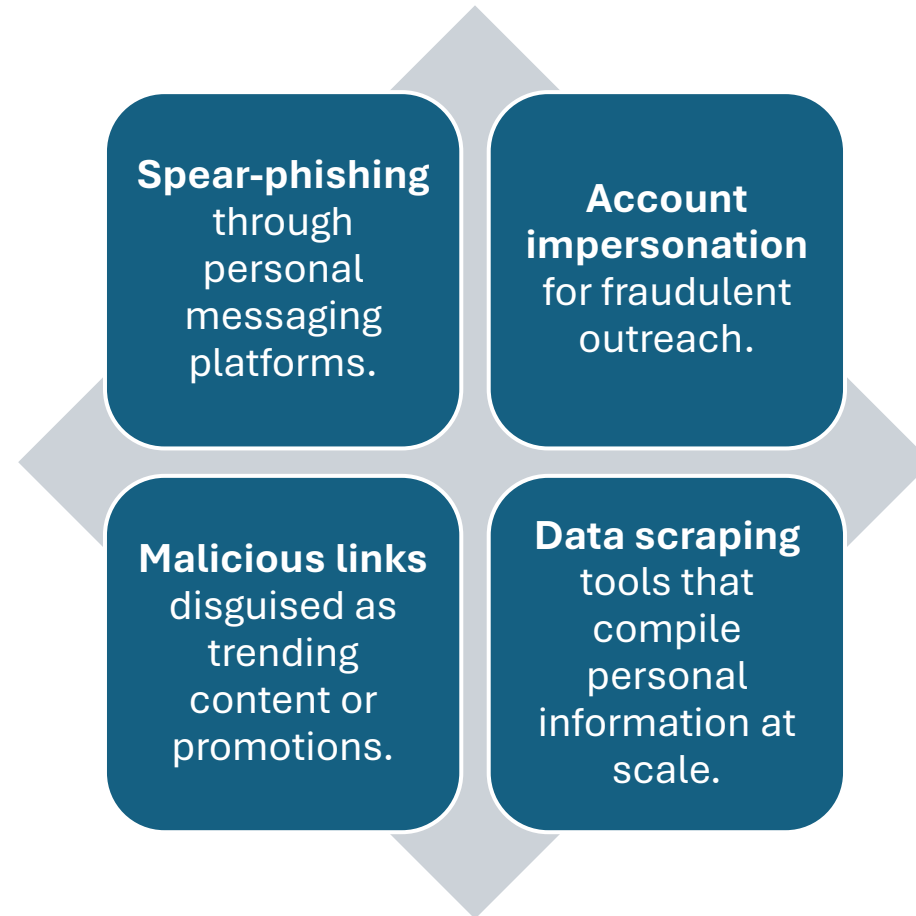 Spear-phishing
through
personal
messaging
platforms.
Account
impersonation
for fraudulent
outreach.
Malicious links
disguised as
trending
content or
promotions.
Data scraping
tools that
compile
personal
information at
scale.